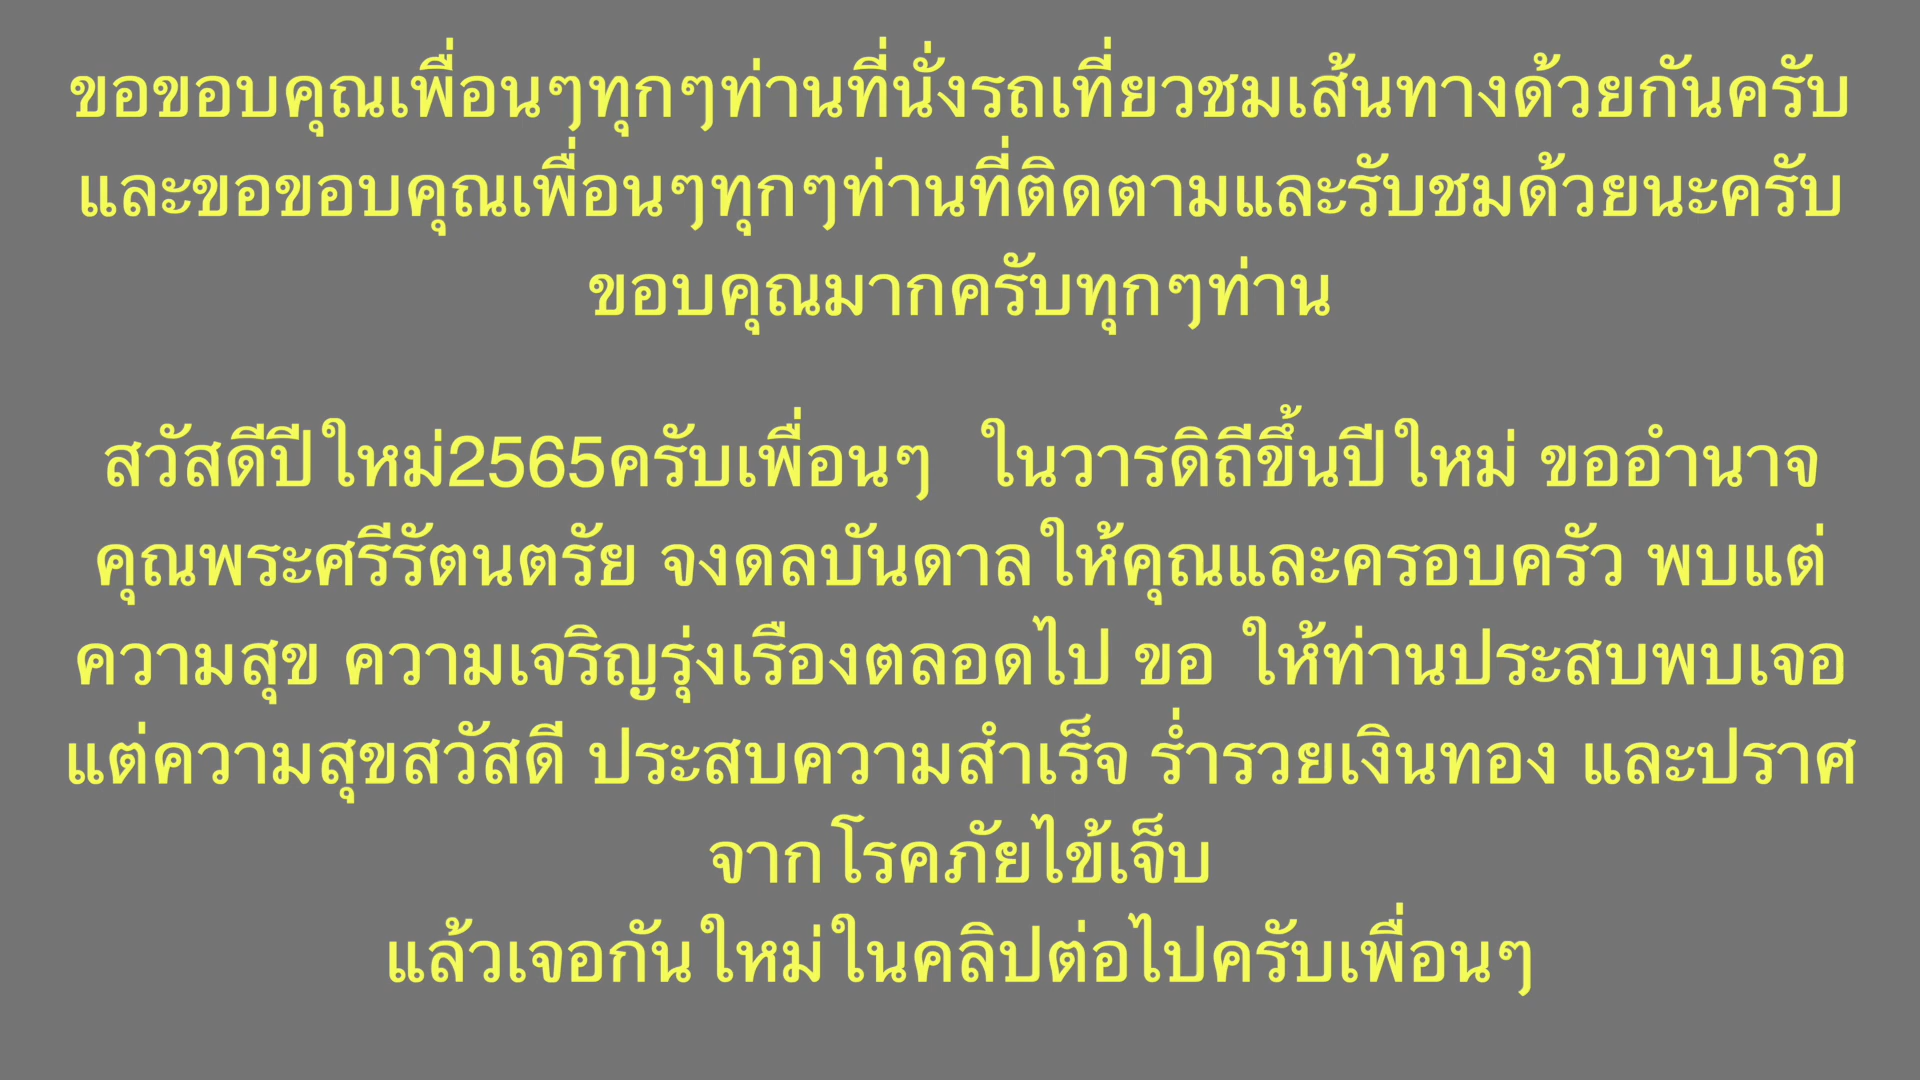 ขอขอบคุณเพื่อนๆทุกๆท่านที่นั่งรถเที่ยวชมเส้นทางด้วยกันครับ
และขอขอบคุณเพื่อนๆทุกๆท่านที่ติดตามและรับชมด้วยนะครับ
ขอบคุณมากครับทุกๆท่าน
สวัสดีปีใหม่2565ครับเพื่อนๆ ในวารดิถีขึ้นปีใหม่ ขออำนาจ
คุณพระศรีรัตนตรัย จงดลบันดาลให้คุณและครอบครัว พบแต่
ความสุข ความเจริญรุ่งเรืองตลอดไป ขอ ให้ท่านประสบพบเจอ
แต่ความสุขสวัสดี ประสบความสำเร็จ ร่ำรวยเงินทอง และปราศ
จากโรคภัยไข้เจ็บ
แล้วเจอกันใหม่ในคลิปต่อไปครับเพื่อนๆ